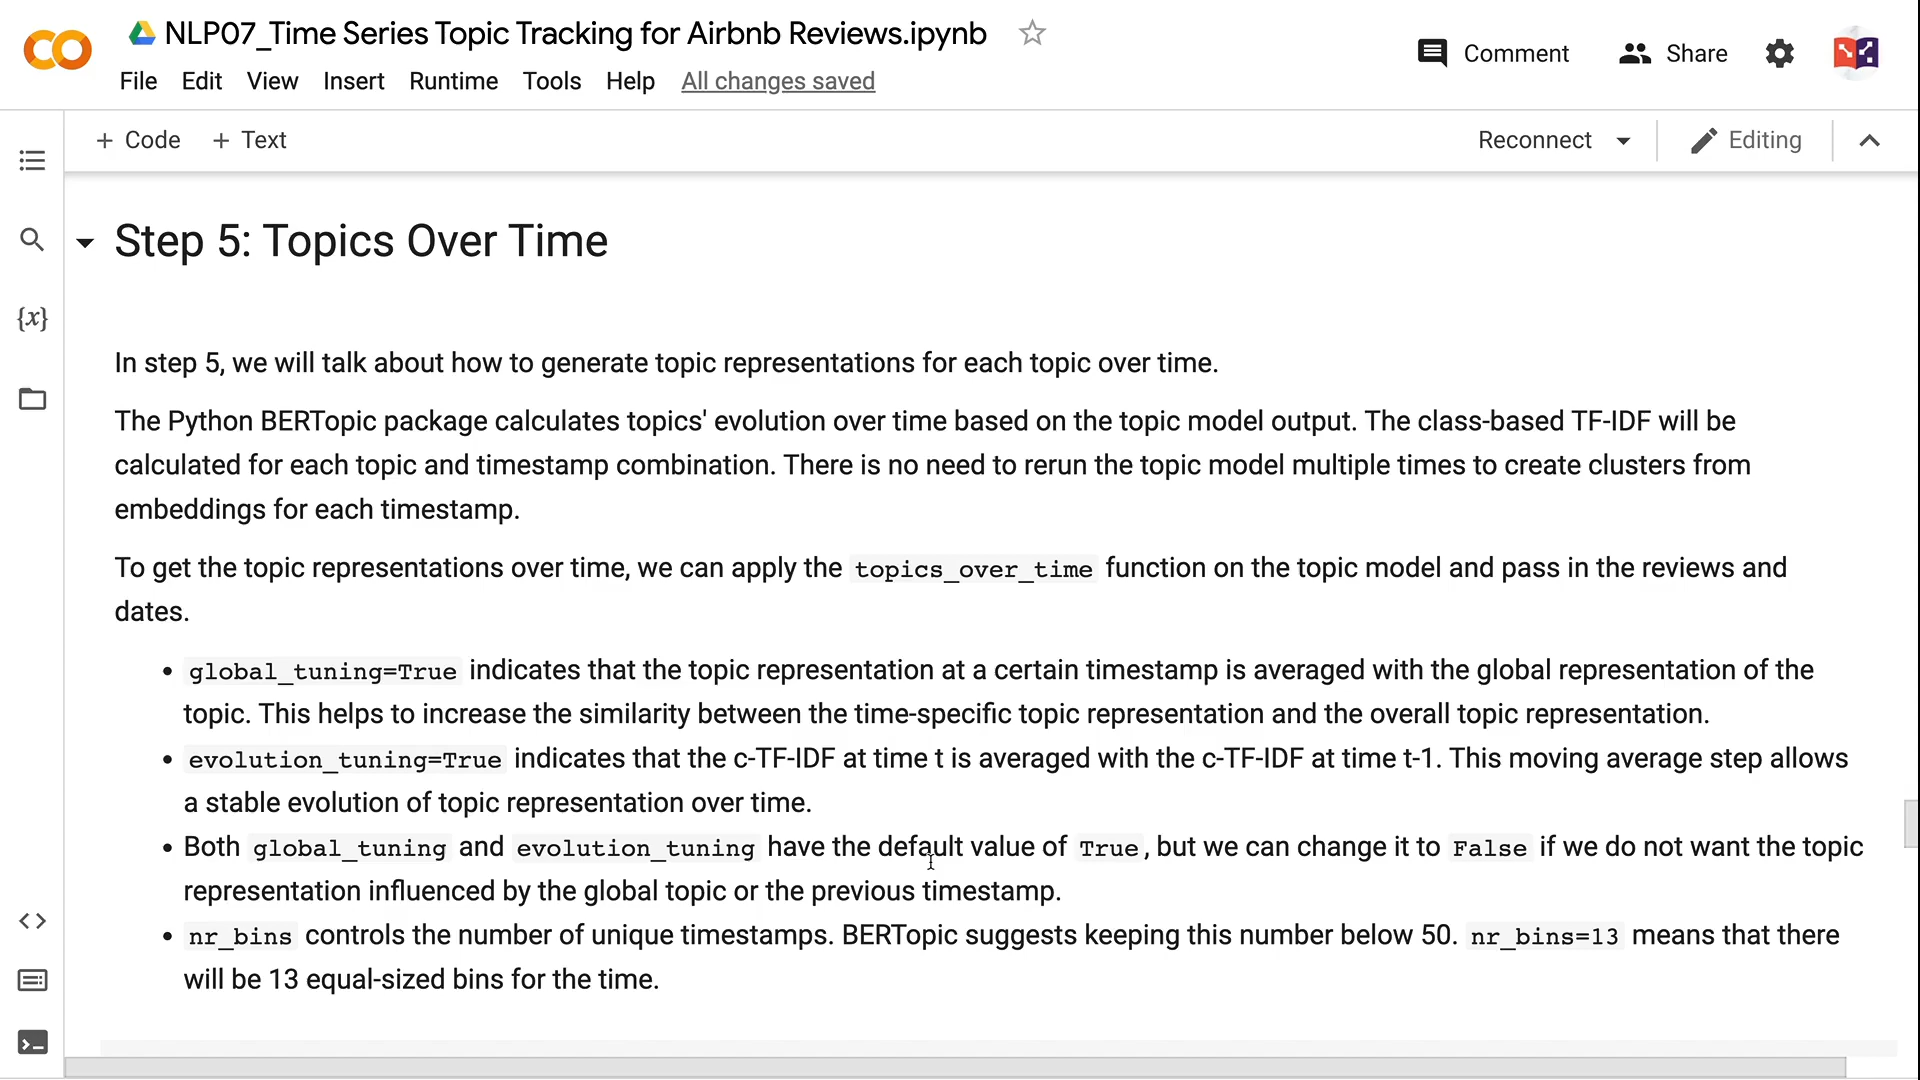 NLP07_Time Series Topic Tracking for Airbnb Reviews.ipynb
Comment
Share
File Edit View Insert Runtime Tools Help All changes saved
+ Code + Text
Reconnect
Editing
{x}
Step 5: Topics Over Time
In step 5, we will talk about how to generate topic representations for each topic over time.
The Python BERTopic package calculates topics' evolution over time based on the topic model output. The class-based TF-IDF will be
calculated for each topic and timestamp combination. There is no need to rerun the topic model multiple times to create clusters from
embeddings for each timestamp.
To get the topic representations over time, we can apply the topics_over_time function on the topic model and pass in the reviews and
dates.
• global_tuning=True indicates that the topic representation at a certain timestamp is averaged with the global representation of the
topic. This helps to increase the similarity between the time-specific topic representation and the overall topic representation.
• evolution_tuning=True indicates that the c-TF-IDF at time t is averaged with the c-TF-IDF at time t-1. This moving average step allows
a stable evolution of topic representation over time.
• Both global_tuning and evolution_tuning have the default value of True, but we can change it to False if we do not want the topic
representation influenced by the global topic or the previous timestamp.
• nr_bins controls the number of unique timestamps. BERTopic suggests keeping this number below 50. nr_bins=13 means that there
will be 13 equal-sized bins for the time.